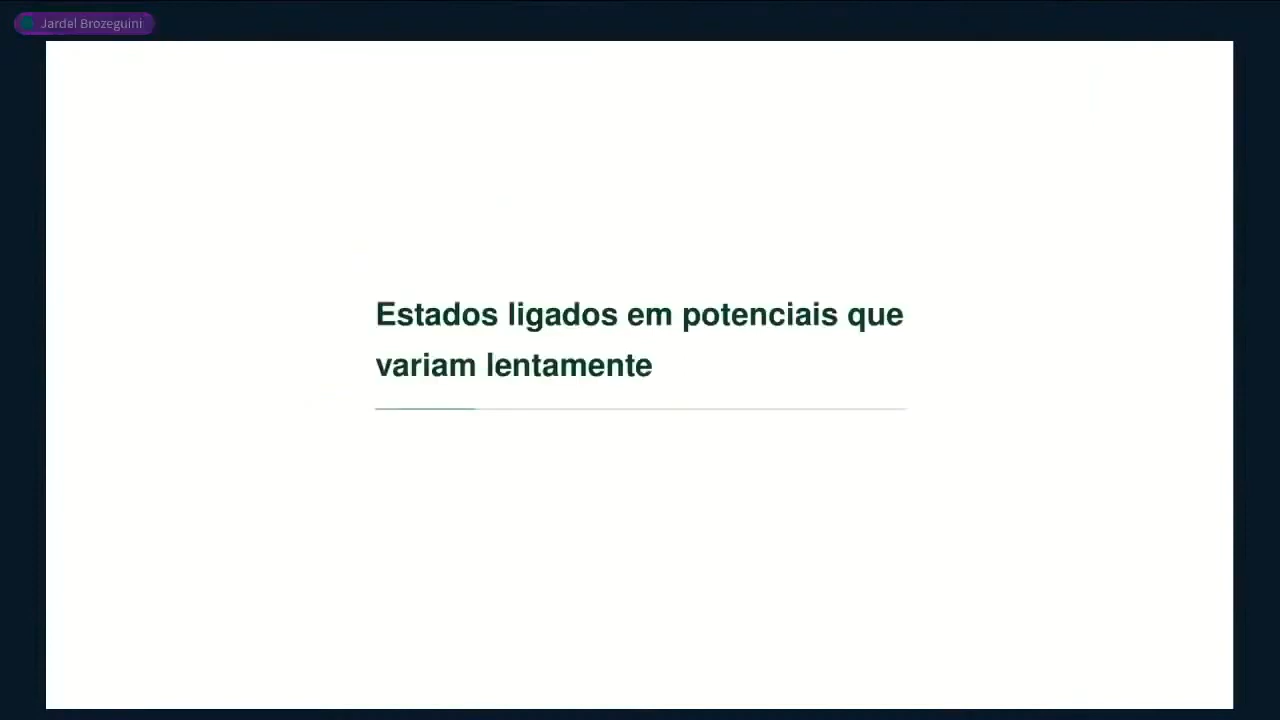 Jardel Brozeguini
Estados ligados em potenciais que
variam lentamente